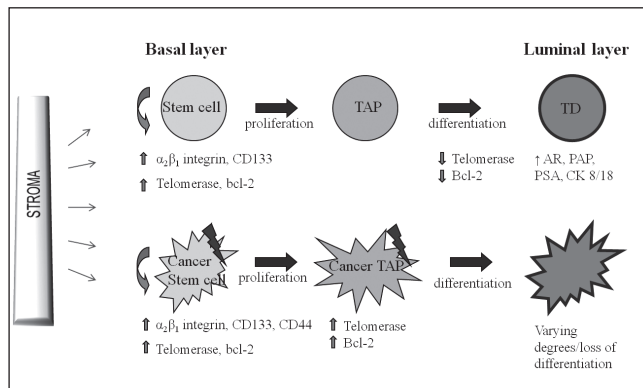 Basal layer
Luminal layer
STROMA
Stem cell
TAP
TD
proliferation
differentiation
⇑ α₂β₁ integrin, CD133
⇑ Telomerase, bcl-2
⇓ Telomerase
⇓ Bcl-2
↑ AR, PAP,
PSA, CK 8/18
Cancer
Stem cell
Cancer TAP
proliferation
differentiation
⇑ α₂β₁ integrin, CD133, CD44
⇑ Telomerase, bcl-2
⇑ Telomerase
⇑ Bcl-2
Varying
degrees/loss of
differentiation